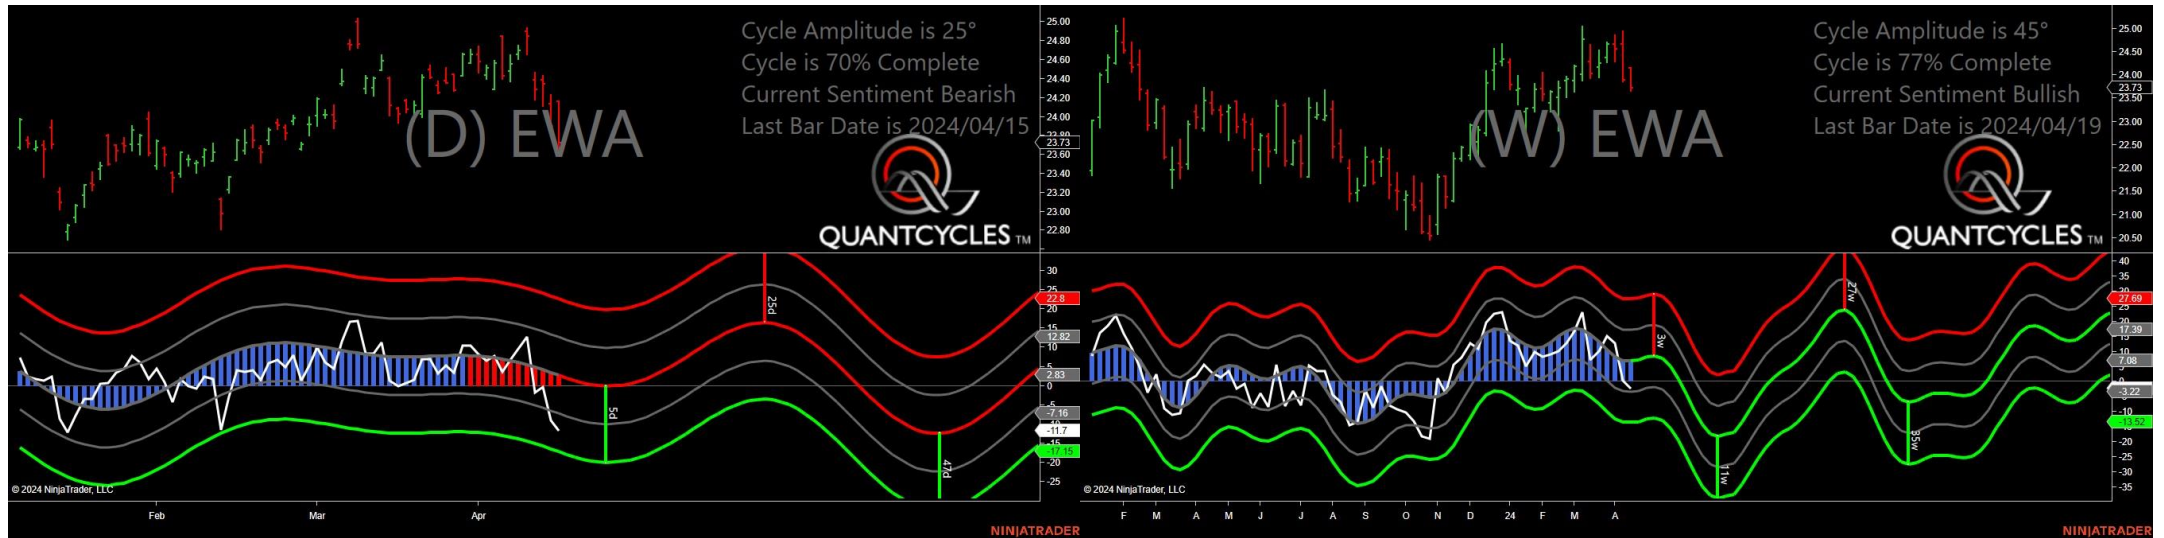 Cycle Amplitude is 25°
Cycle is 70% Complete
Current Sentiment Bearish
Last Bar Date is 2024/04/15
(D) EWA
QUANTCYCLES TM
25.00
24.80
24.60
24.40
24.20
24.00
23.80
23.73
23.60
23.40
23.20
23.00
22.80
30
25
22.8
20
15
12.82
10
5
2.83
0
-5
-7.16
-11.7
-15
-17.15
-20
-25
5d
25d
47d
© 2024 NinjaTrader, LLC
Feb Mar Apr
NINJATRADER
Cycle Amplitude is 45°
Cycle is 77% Complete
Current Sentiment Bullish
Last Bar Date is 2024/04/19
(W) EWA
QUANTCYCLES TM
25.00
24.50
24.00
23.73
23.50
23.00
22.50
22.00
21.50
21.00
20.50
40
35
27.69
25
17.39
15
10
7.08
-3.22
-10
-13.52
-20
-25
-30
-35
3w
11w
27w
35w
© 2024 NinjaTrader, LLC
F M A M J J A S O N D 24 F M A
NINJATRADER